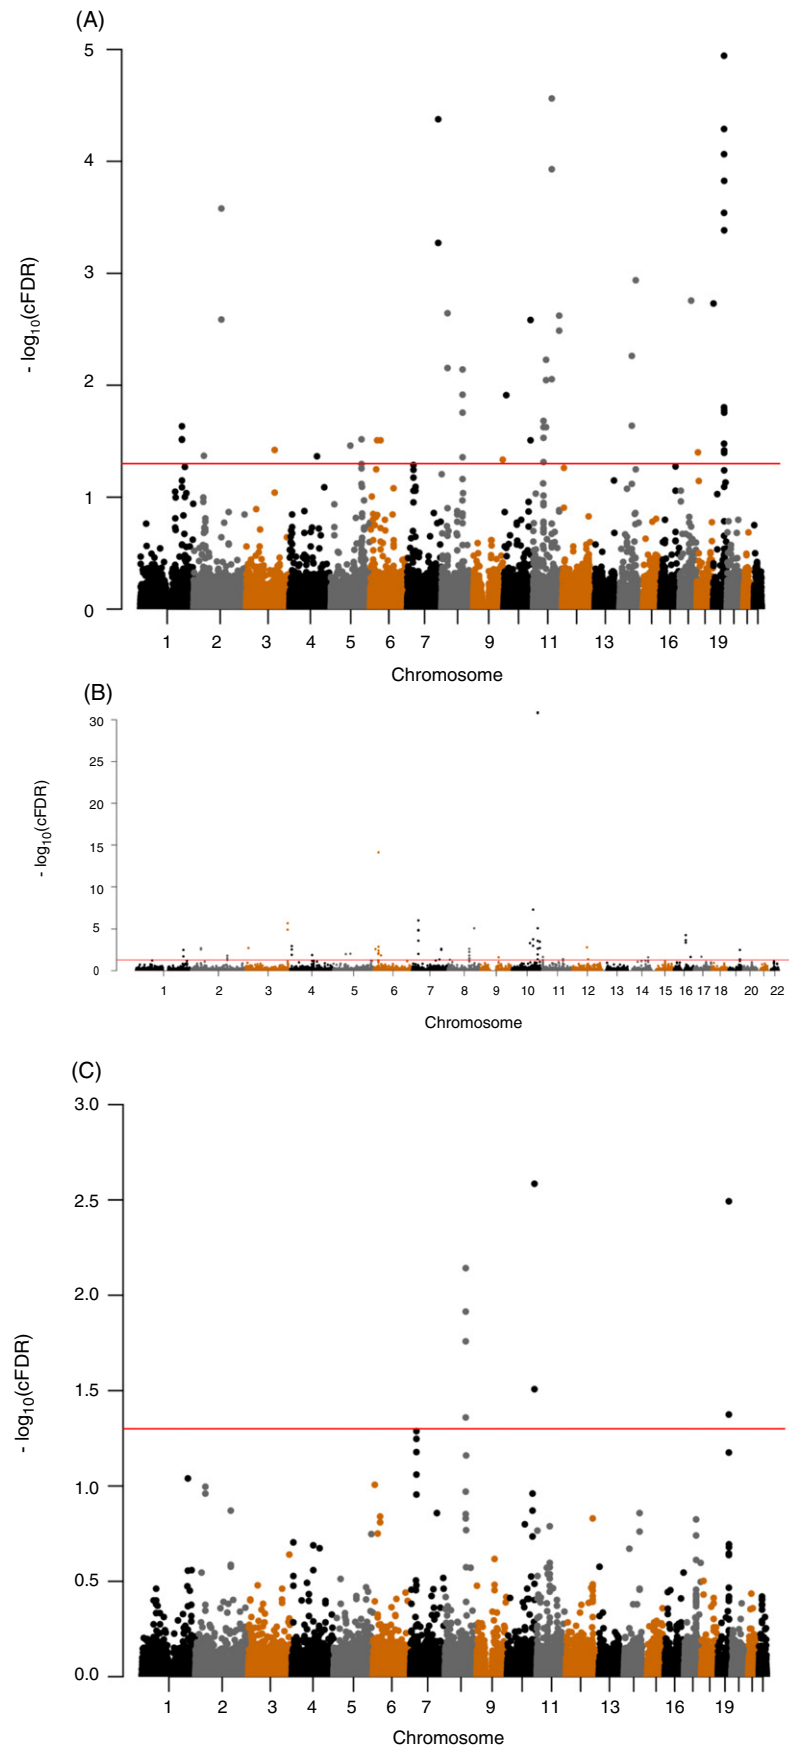 (A)
5
4
3
2
1
0
- log10(cFDR)
1 2 3 4 5 6 7 9 11 13 16 19
Chromosome
(B)
30
25
20
15
10
5
0
- log10(cFDR)
1 2 3 4 5 6 7 8 9 10 11 12 13 14 15 16 17 18 20 22
Chromosome
(C)
3.0
2.5
2.0
1.5
1.0
0.5
0.0
- log10(cFDR)
1 2 3 4 5 6 7 9 11 13 16 19
Chromosome